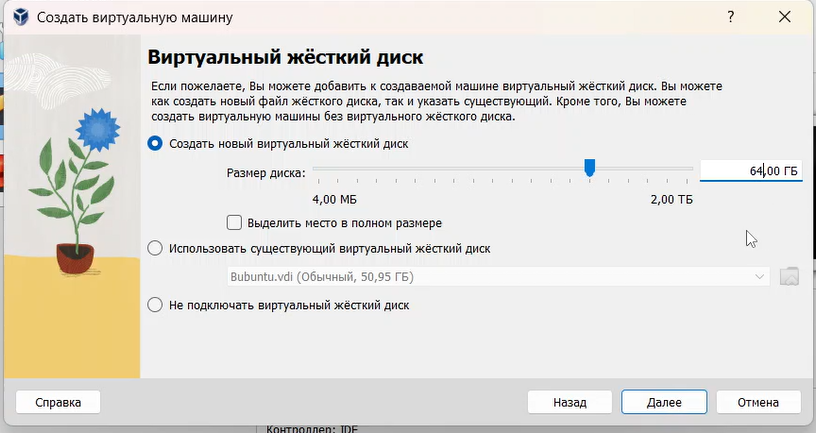 Создать виртуальную машину
Виртуальный жёсткий диск
Если пожелаете, Вы можете добавить к создаваемой машине виртуальный жёсткий диск. Вы можете
как создать новый файл жёсткого диска, так и указать существующий. Кроме того, Вы можете
создать виртуальную машины без виртуального жёсткого диска.
Создать новый виртуальный жёсткий диск
Размер диска:
64,00 ГБ
4,00 МБ
2,00 ТБ
Выделить место в полном размере
Использовать существующий виртуальный жёсткий диск
Bubuntu.vdi (Обычный, 50,95 ГБ)
Не подключать виртуальный жёсткий диск
Справка
Назад
Далее
Отмена
Контроллер: IDE